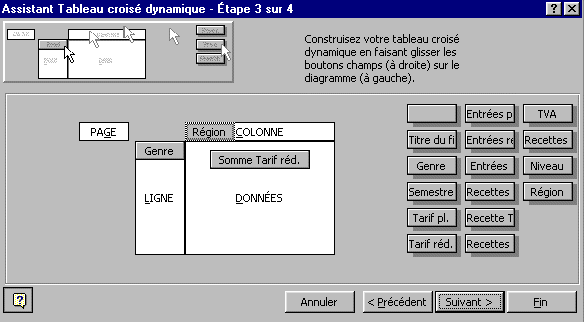 Assistant Tableau croisé dynamique - Étape 3 sur 4
Construisez votre tableau croisé
dynamique en faisant glisser les
boutons champs (à droite) sur le
diagramme (à gauche).
PAGE
Région COLONNE
Genre
Somme Tarif réd.
LIGNE
DONNÉES
Entrées p TVA
Titre du fi Entrées re Recettes
Genre Entrées Niveau
Semestre Recettes Région
Tarif pl. Recette T
Tarif réd. Recettes
Annuler < Précédent Suivant > Fin